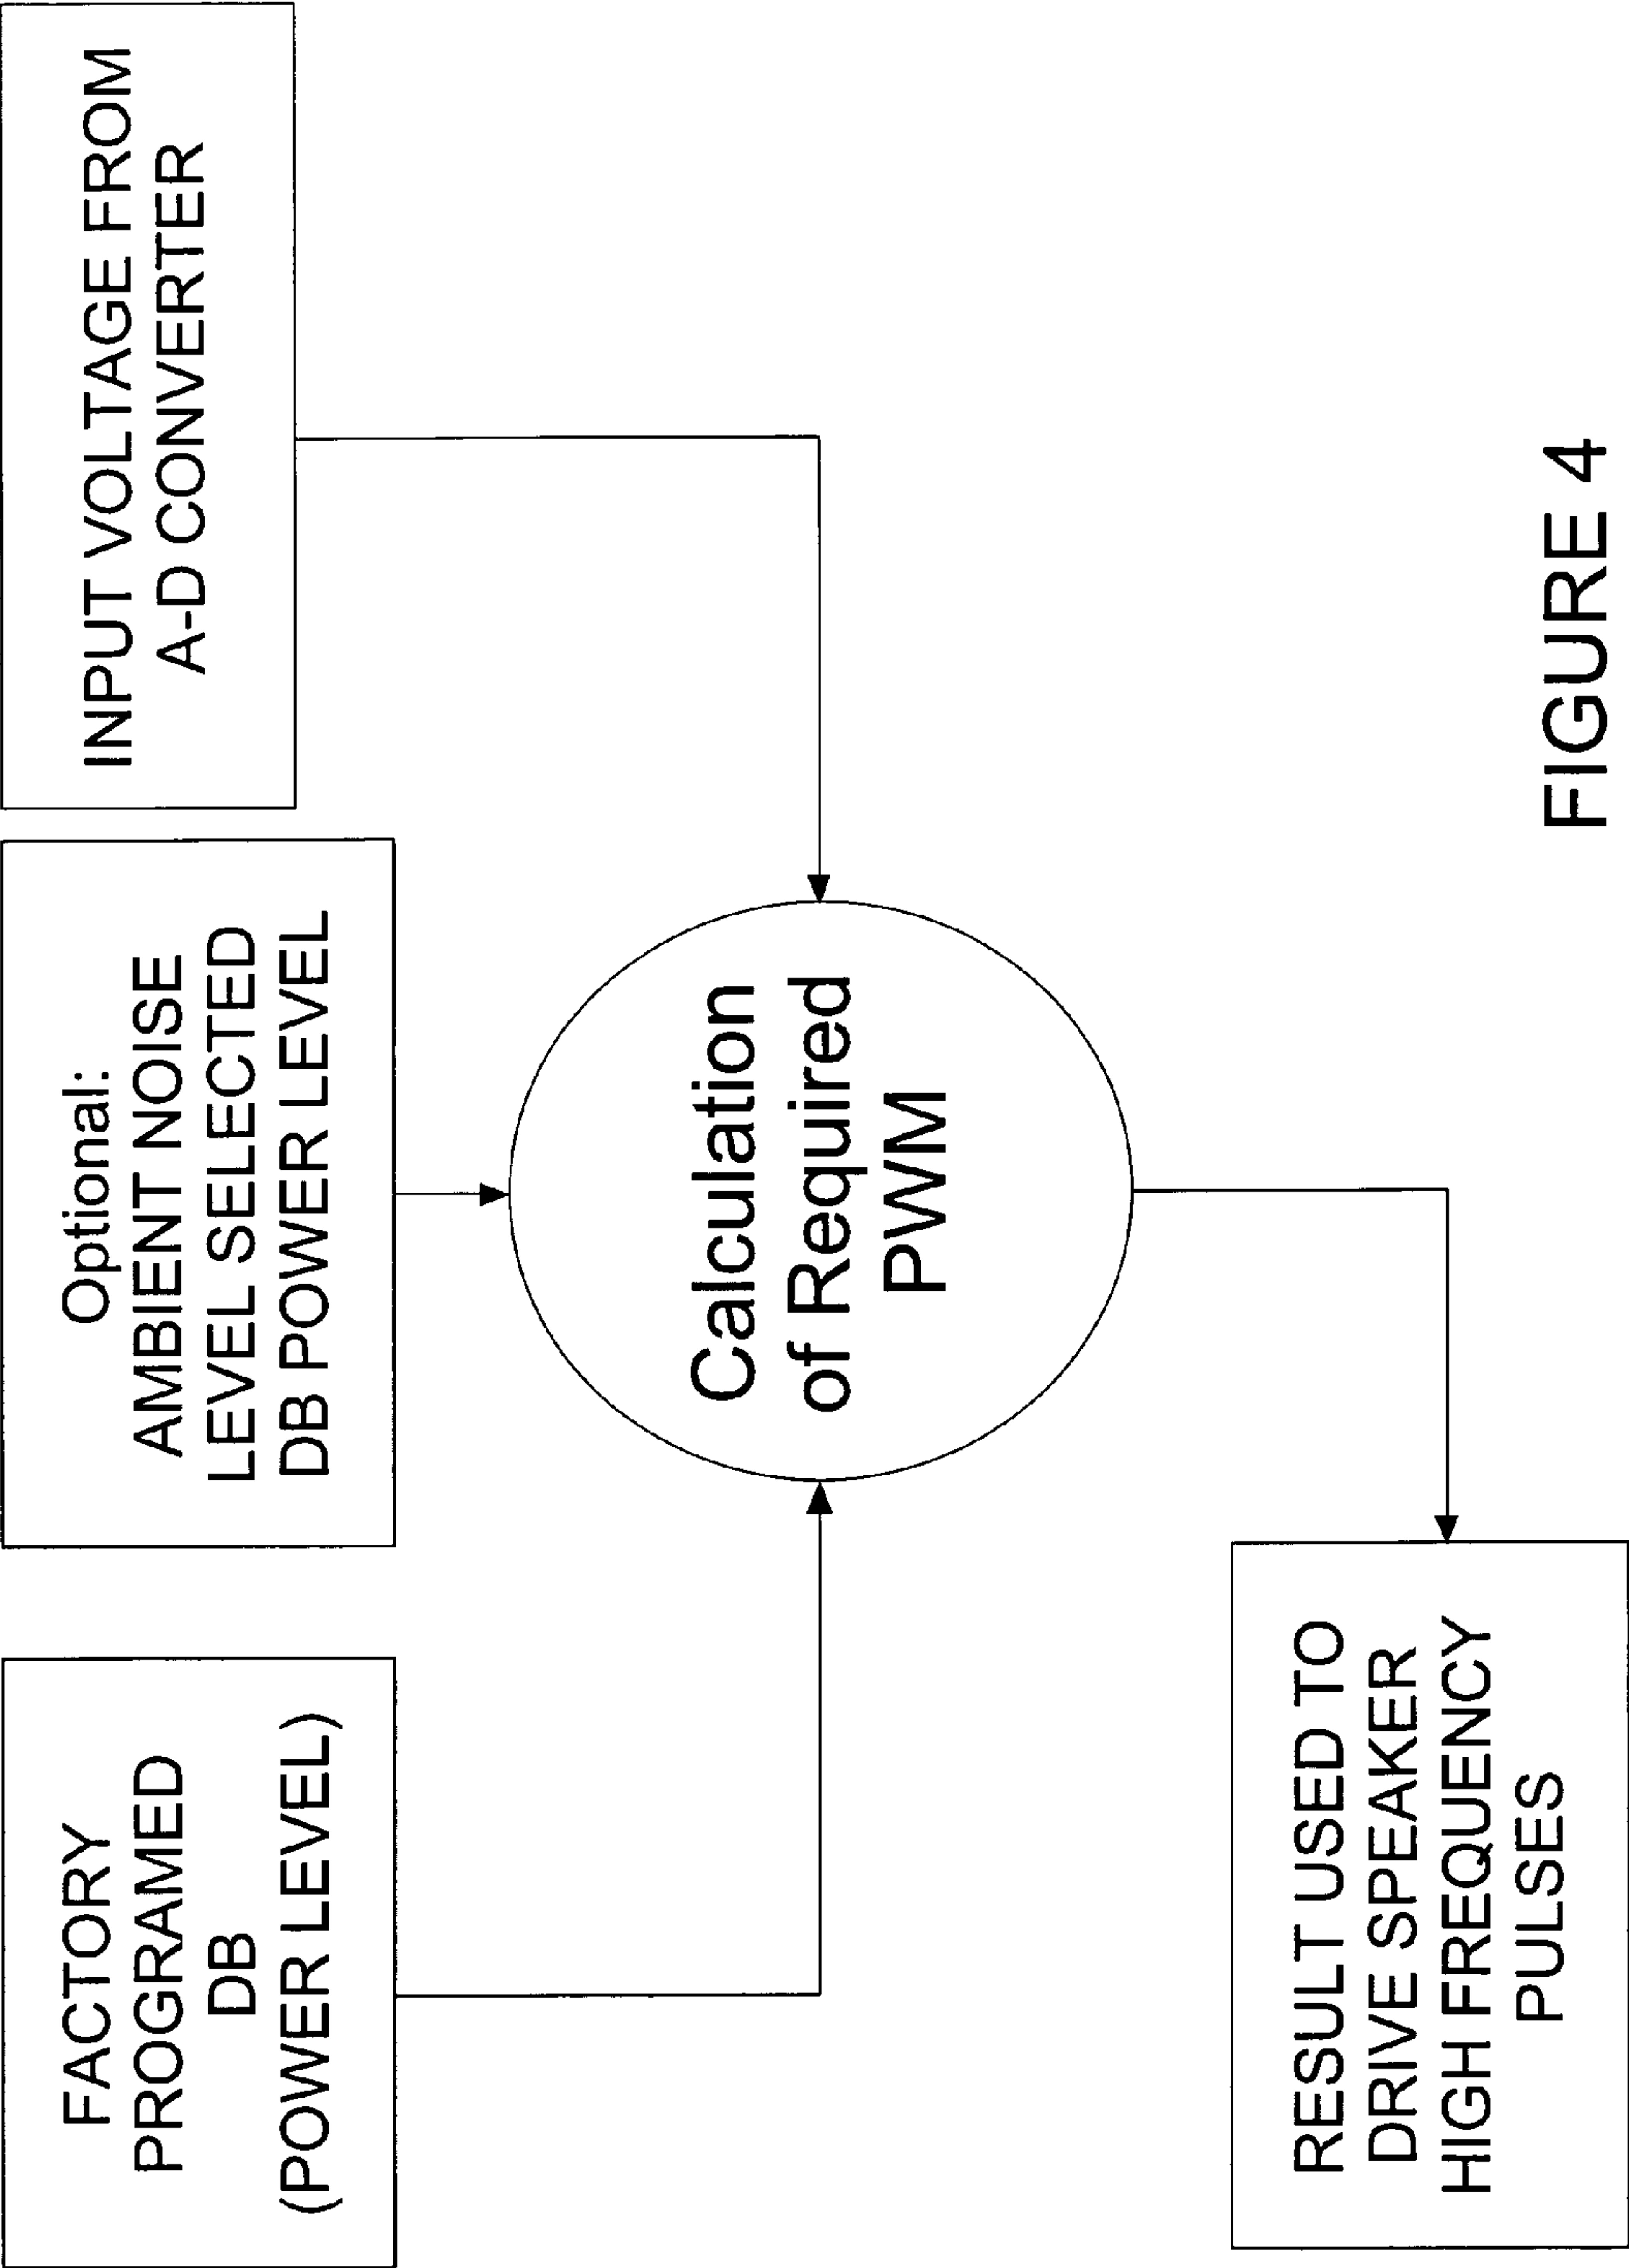 FACTORY
PROGRAMED
DB
(POWER LEVEL)
Optional:
AMBIENT NOISE
LEVEL SELECTED
DB POWER LEVEL
INPUT VOLTAGE FROM
A-D CONVERTER
Calculation
of Required
PWM
RESULT USED TO
DRIVE SPEAKER
HIGH FREQUENCY
PULSES
FIGURE 4